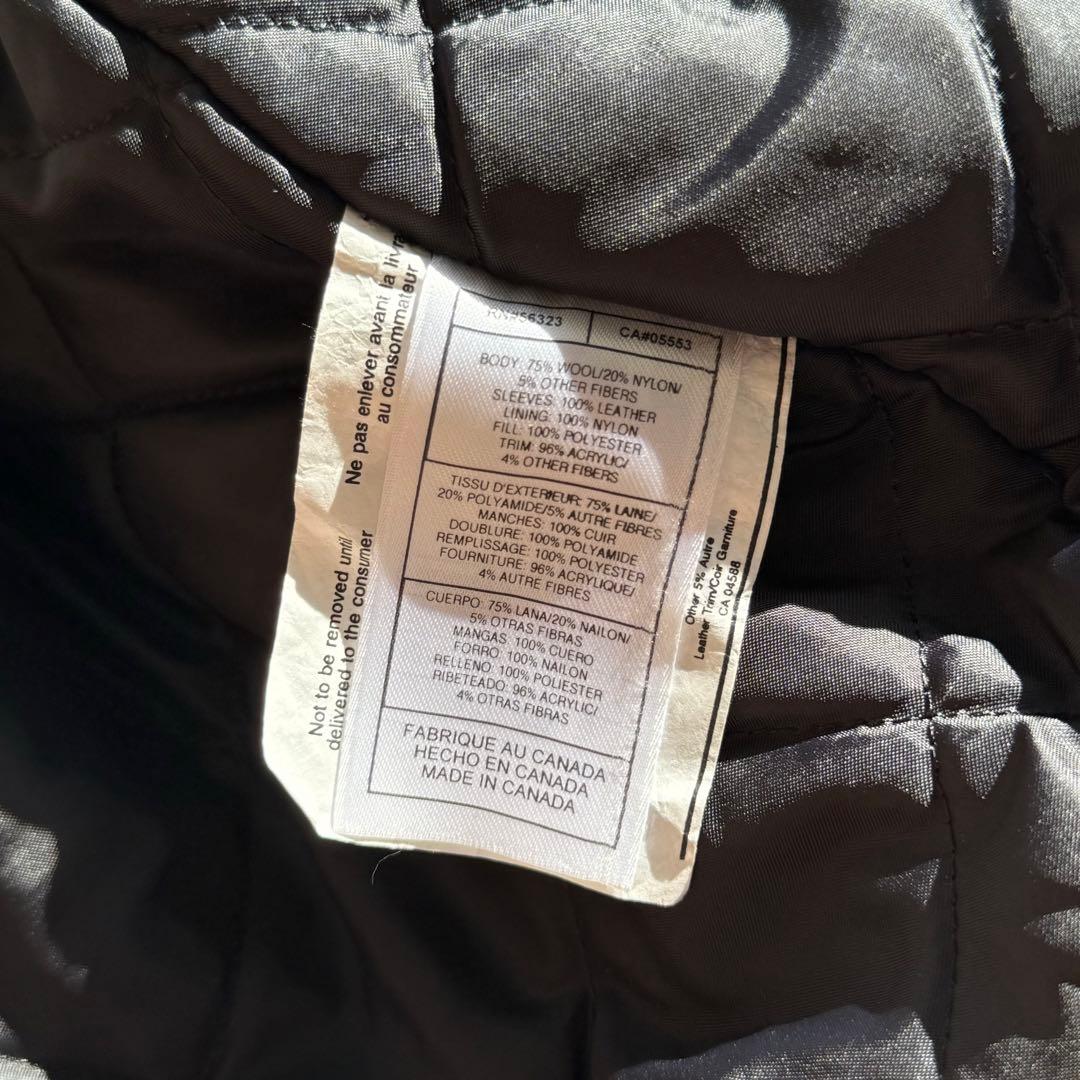 RN#56323
CA#05553
BODY: 75% WOOL/20% NYLON/
5% OTHER FIBERS
SLEEVES: 100% LEATHER
LINING: 100% NYLON
FILL: 100% POLYESTER
TRIM: 96% ACRYLIC/
4% OTHER FIBERS
TISSU D'EXTERIEUR: 75% LAINE/
20% POLYAMIDE/5% AUTRE FIBRES
MANCHES: 100% CUIR
DOUBLURE: 100% POLYAMIDE
REMPLISSAGE: 100% POLYESTER
FOURNITURE: 96% ACRYLIQUE/
4% AUTRE FIBRES
CUERPO: 75% LANA/20% NAILON/
5% OTRAS FIBRAS
MANGAS: 100% CUERO
FORRO: 100% NAILON
RELLENO: 100% POLIESTER
RIBETEADO: 96% ACRYLIC/
4% OTRAS FIBRAS
FABRIQUE AU CANADA
HECHO EN CANADA
MADE IN CANADA
Not to be removed until
delivered to the consumer
Ne pas enlever avant la
au consommateur
Other 5% Autre
Leather Trim/Coir Garniture
CA 04588